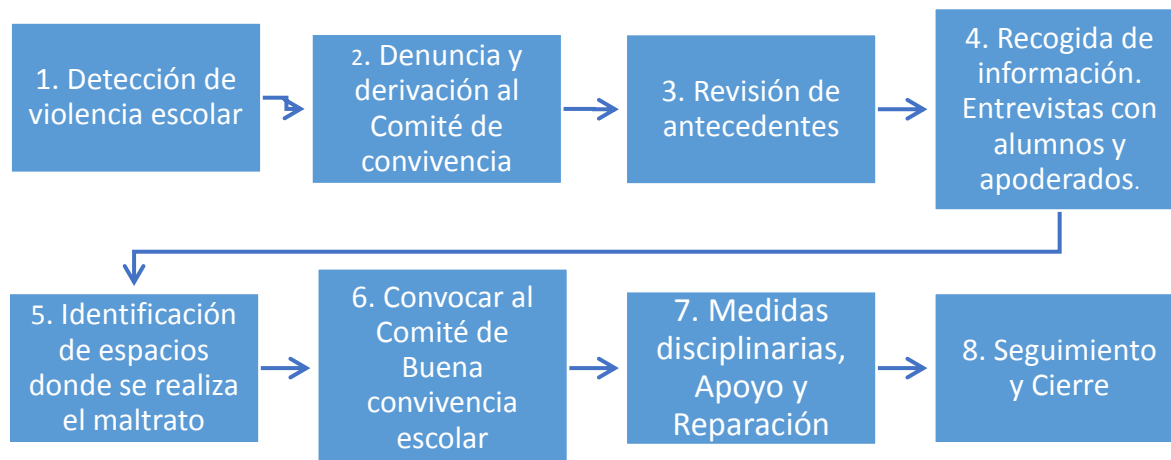 1. Detección de
violencia escolar
2. Denuncia y
derivación al
Comité de
convivencia
3. Revisión de
antecedentes
4. Recogida de
información.
Entrevistas con
alumnos y
apoderados.
5. Identificación
de espacios
donde se realiza
el maltrato
6. Convocar al
Comité de
Buena
convivencia
escolar
7. Medidas
disciplinarias,
Apoyo y
Reparación
8. Seguimiento
y Cierre